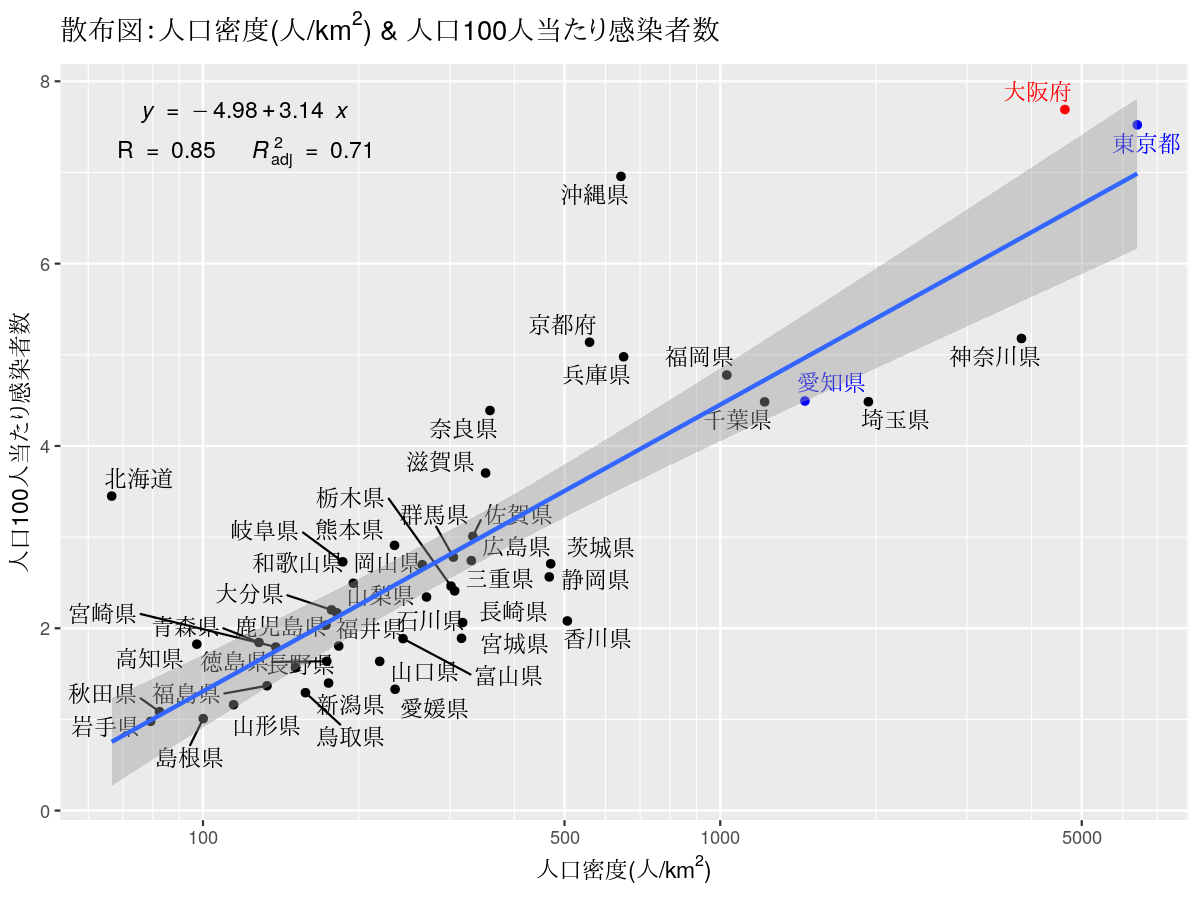 散布図：人口密度(人/km2) & 人口100人当たり感染者数
y = −4.98+3.14 x
R = 0.85 R2adj = 0.71
8
6
4
2
0
人口100人当たり感染者数
大阪府
東京都
沖縄県
京都府
兵庫県
福岡県
神奈川県
愛知県
千葉県
埼玉県
奈良県
滋賀県
北海道
栃木県
群馬県
佐賀県
岐阜県
熊本県
和歌山県
岡山県
広島県
茨城県
三重県
静岡県
大分県
山梨県
宮崎県
青森県
鹿児島県
福井県
石川県
長崎県
宮城県
香川県
高知県
徳島県
長野県
山口県
富山県
秋田県
福島県
新潟県
愛媛県
岩手県
山形県
鳥取県
島根県
100
500
1000
5000
人口密度(人/km2)